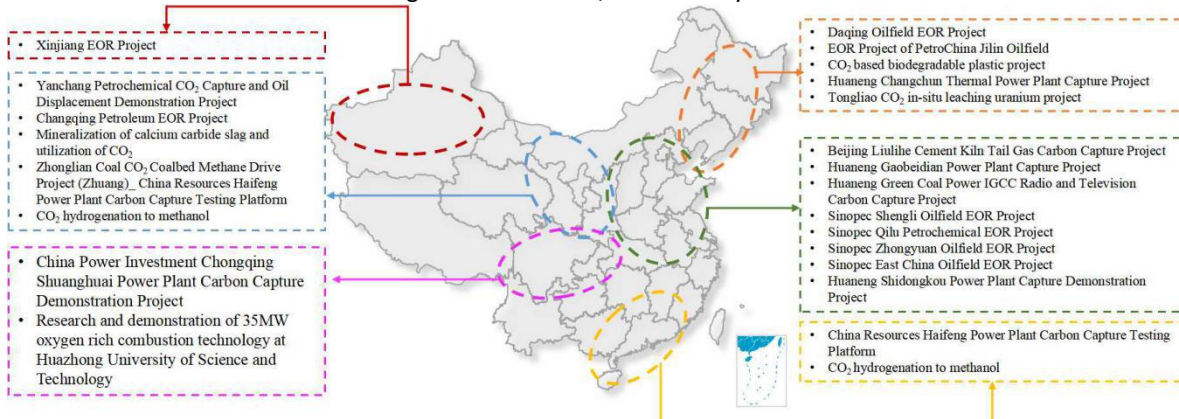 • Xinjiang EOR Project
• Yanchang Petrochemical CO₂ Capture and Oil
Displacement Demonstration Project
• Changqing Petroleum EOR Project
• Mineralization of calcium carbide slag and
utilization of CO₂
• Zhonglian Coal CO₂ Coalbed Methane Drive
Project (Zhuang)_ China Resources Haifeng
Power Plant Carbon Capture Testing Platform
• CO₂ hydrogenation to methanol
• China Power Investment Chongqing
Shuanghuai Power Plant Carbon Capture
Demonstration Project
• Research and demonstration of 35MW
oxygen rich combustion technology at
Huazhong University of Science and
Technology
• Daqing Oilfield EOR Project
• EOR Project of PetroChina Jilin Oilfield
• CO₂ based biodegradable plastic project
• Huaneng Changchun Thermal Power Plant Capture Project
• Tongliao CO₂ in-situ leaching uranium project
• Beijing Liulihe Cement Kiln Tail Gas Carbon Capture Project
• Huaneng Gaobeidian Power Plant Capture Project
• Huaneng Green Coal Power IGCC Radio and Television
Carbon Capture Project
• Sinopec Shengli Oilfield EOR Project
• Sinopec Qilu Petrochemical EOR Project
• Sinopec Zhongyuan Oilfield EOR Project
• Sinopec East China Oilfield EOR Project
• Huaneng Shidongkou Power Plant Capture Demonstration
Project
• China Resources Haifeng Power Plant Carbon Capture Testing
Platform
• CO₂ hydrogenation to methanol